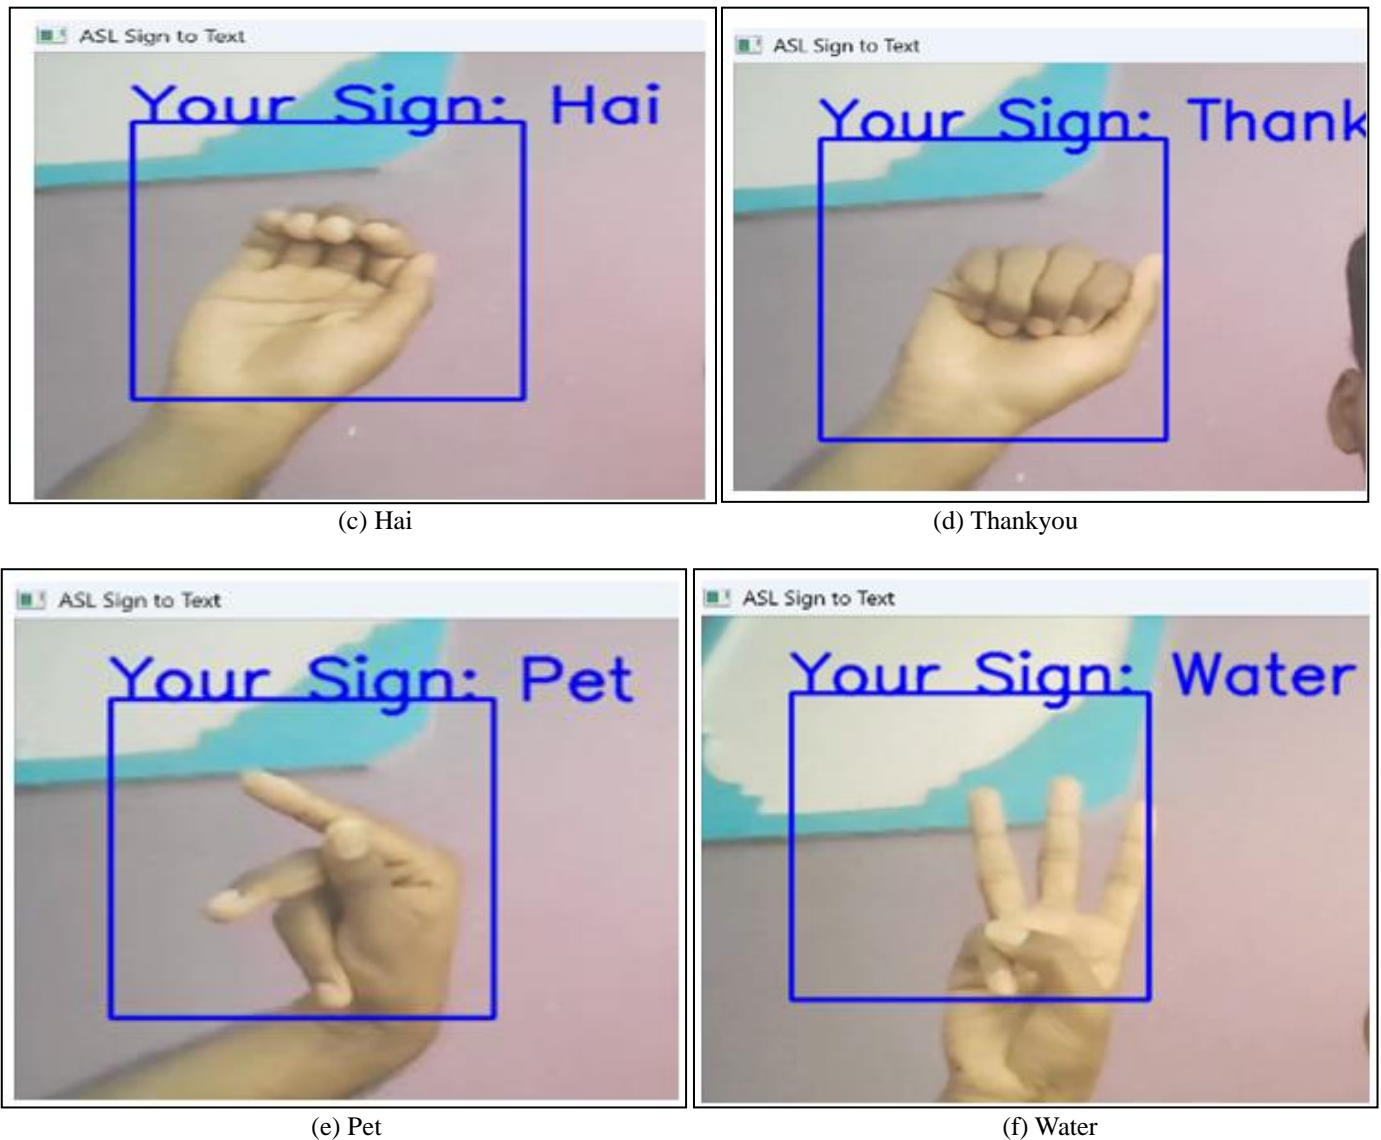 ASL Sign to Text
Your Sign: Hai
ASL Sign to Text
Your Sign: Thank
(c) Hai
(d) Thankyou
ASL Sign to Text
Your Sign: Pet
ASL Sign to Text
Your Sign: Water
(e) Pet
(f) Water